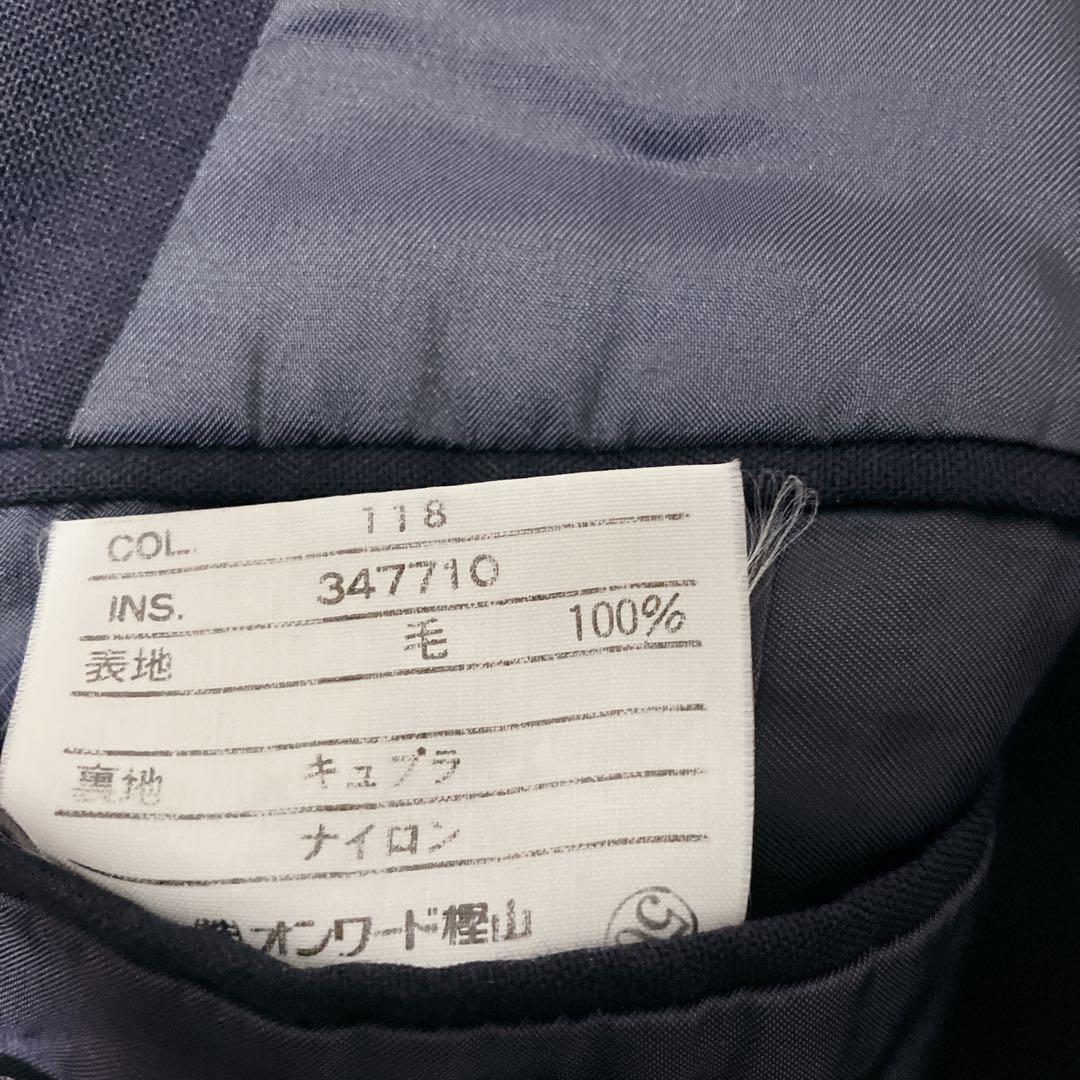 COL. 118
INS. 347710
表地 毛 100%
裏地 キュプラ
ナイロン
㈱オンワード樫山